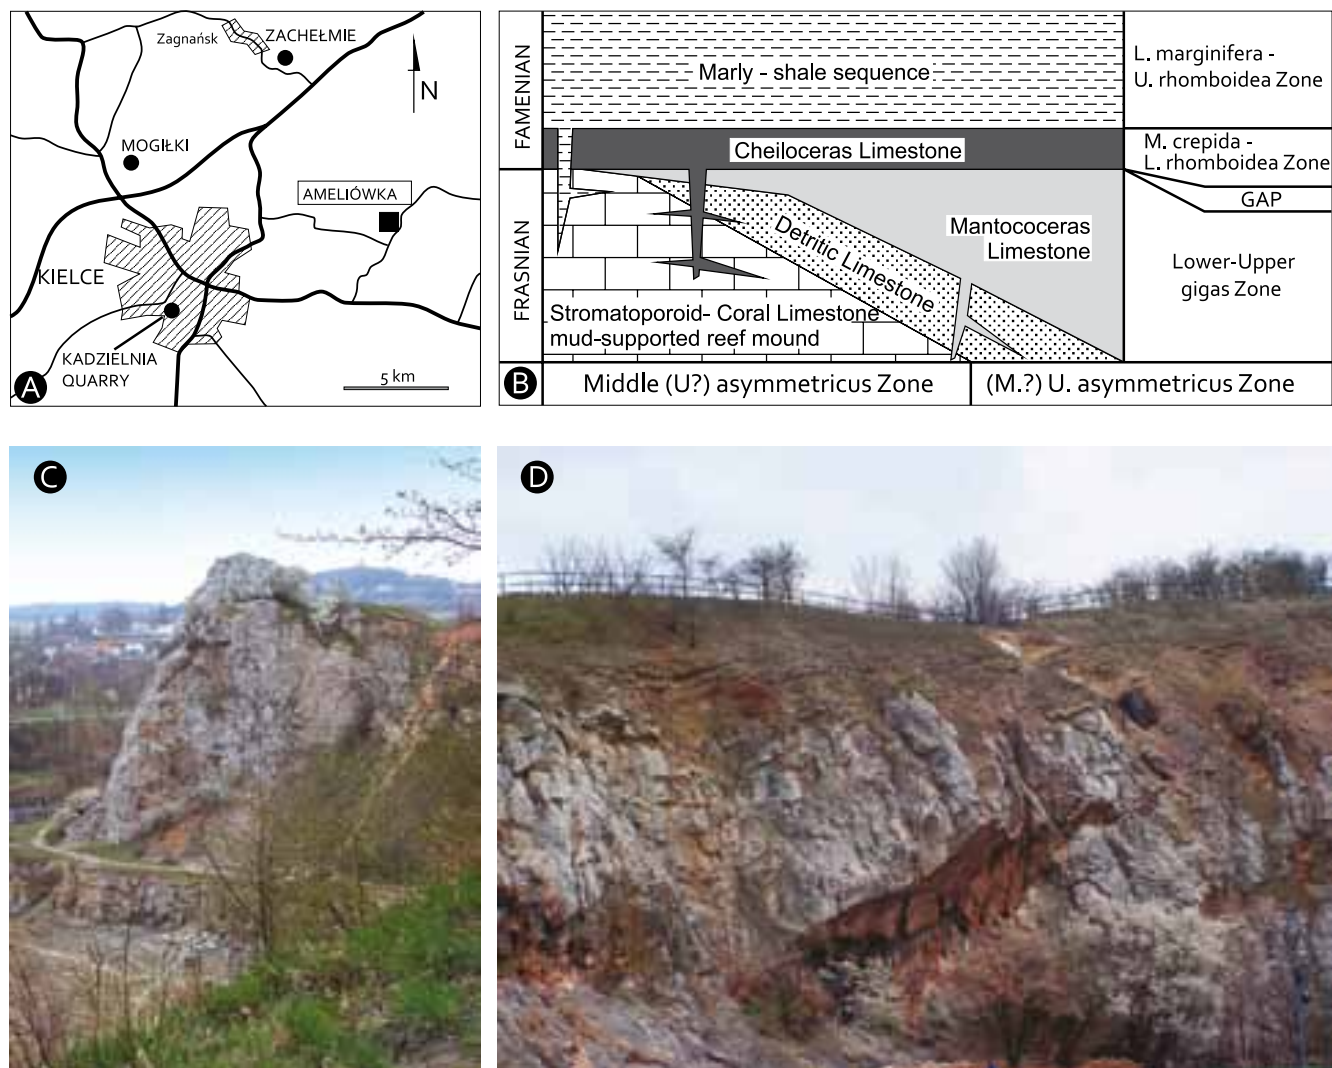 Zagnańsk
ZACHEŁMIE
N
MOGIŁKI
AMELIÓWKA
KIELCE
KADZIELNIA
QUARRY
5 km
A
FAMENIAN
FRASNIAN
Marly - shale sequence
Cheiloceras Limestone
Mantococeras
Limestone
Detritic Limestone
Stromatoporoid- Coral Limestone
mud-supported reef mound
L. marginifera -
U. rhomboidea Zone
M. crepida -
L. rhomboidea Zone
GAP
Lower-Upper
gigas Zone
B
Middle (U?) asymmetricus Zone
(M.?) U. asymmetricus Zone
C
D